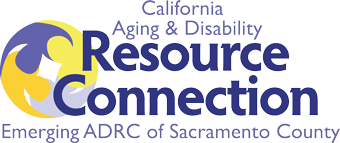 California
Aging & Disability
Resource
Connection
Emerging ADRC of Sacramento County